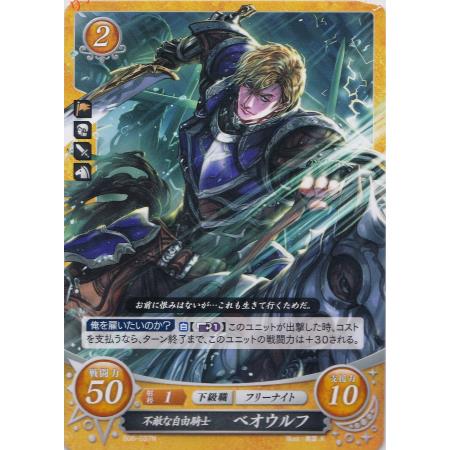 2
お前に恨みはないが…これも生きて行くためだ。
俺を雇いたいのか? 自 [1] このユニットが出撃した時、コスト
を支払うなら、ターン終了まで、このユニットの戦闘力は+30される。
戦闘力
50
射程 1 下級職 フリーナイト
支援力
10
不敵な自由騎士 ベオウルフ